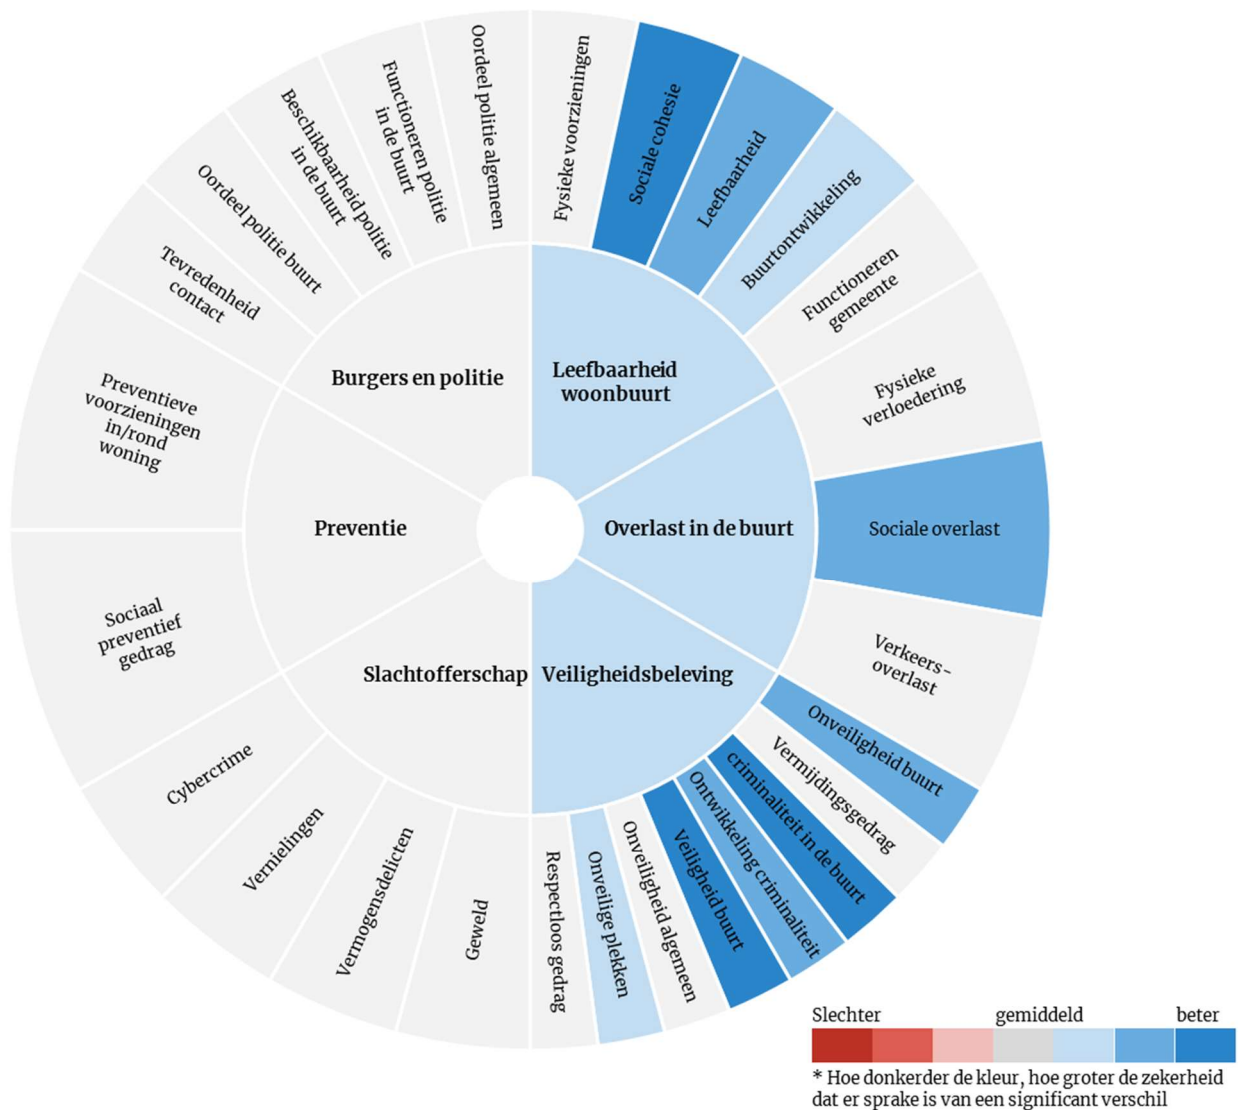 Fysieke voorzieningen
Sociale cohesie
Leefbaarheid
Buurtontwikkeling
Functioneren
gemeente
Fysieke
verloedering
Sociale overlast
Verkeers-
overlast
Onveiligheid buurt
Vermijdingsgedrag
criminaliteit in de buurt
Ontwikkeling criminaliteit
Veiligheid buurt
Onveiligheid algemeen
Onveilige plekken
Respectloos gedrag
Geweld
Vermogensdelicten
Vernielingen
Cybercrime
Sociaal
preventief
gedrag
Preventieve
voorzieningen
in/rond
woning
Tevredenheid
contact
Oordeel politie buurt
Beschikbaarheid politie
in de buurt
Functioneren politie
in de buurt
Oordeel politie algemeen
Burgers en politie
Leefbaarheid
woonbuurt
Preventie
Overlast in de buurt
Slachtofferschap
Veiligheidsbeleving
Slechter gemiddeld beter
* Hoe donkerder de kleur, hoe groter de zekerheid
dat er sprake is van een significant verschil